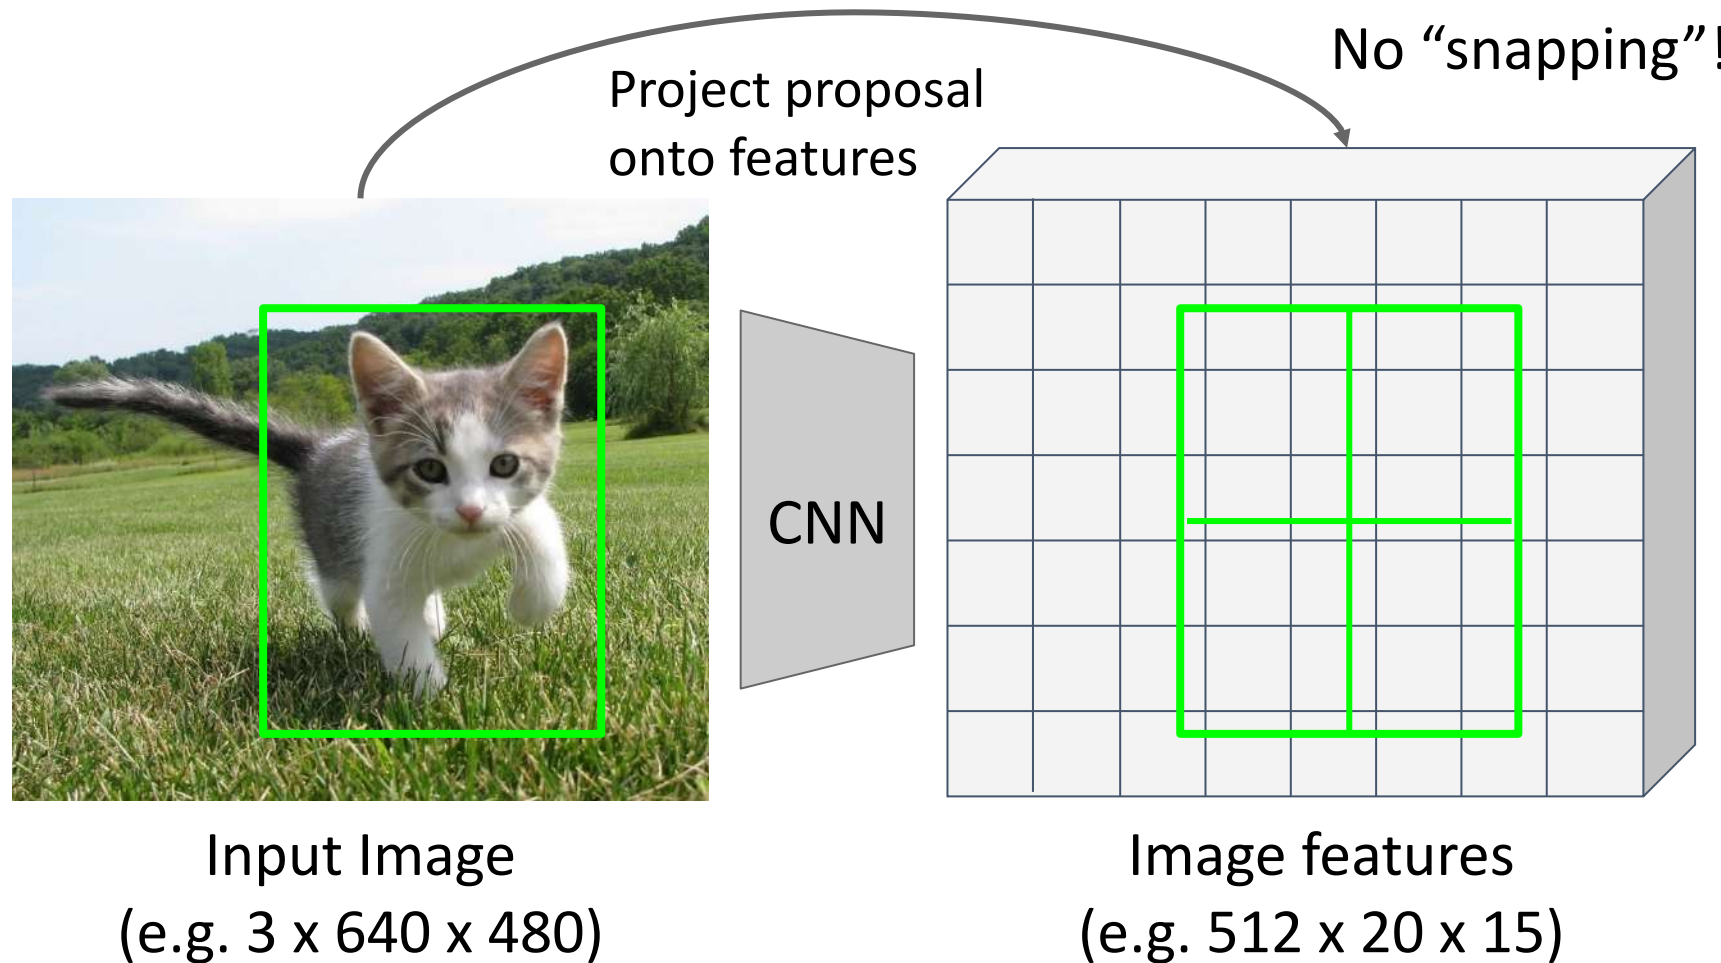 No “snapping”!
Project proposal
onto features
CNN
Input Image
(e.g. 3 x 640 x 480)
Image features
(e.g. 512 x 20 x 15)